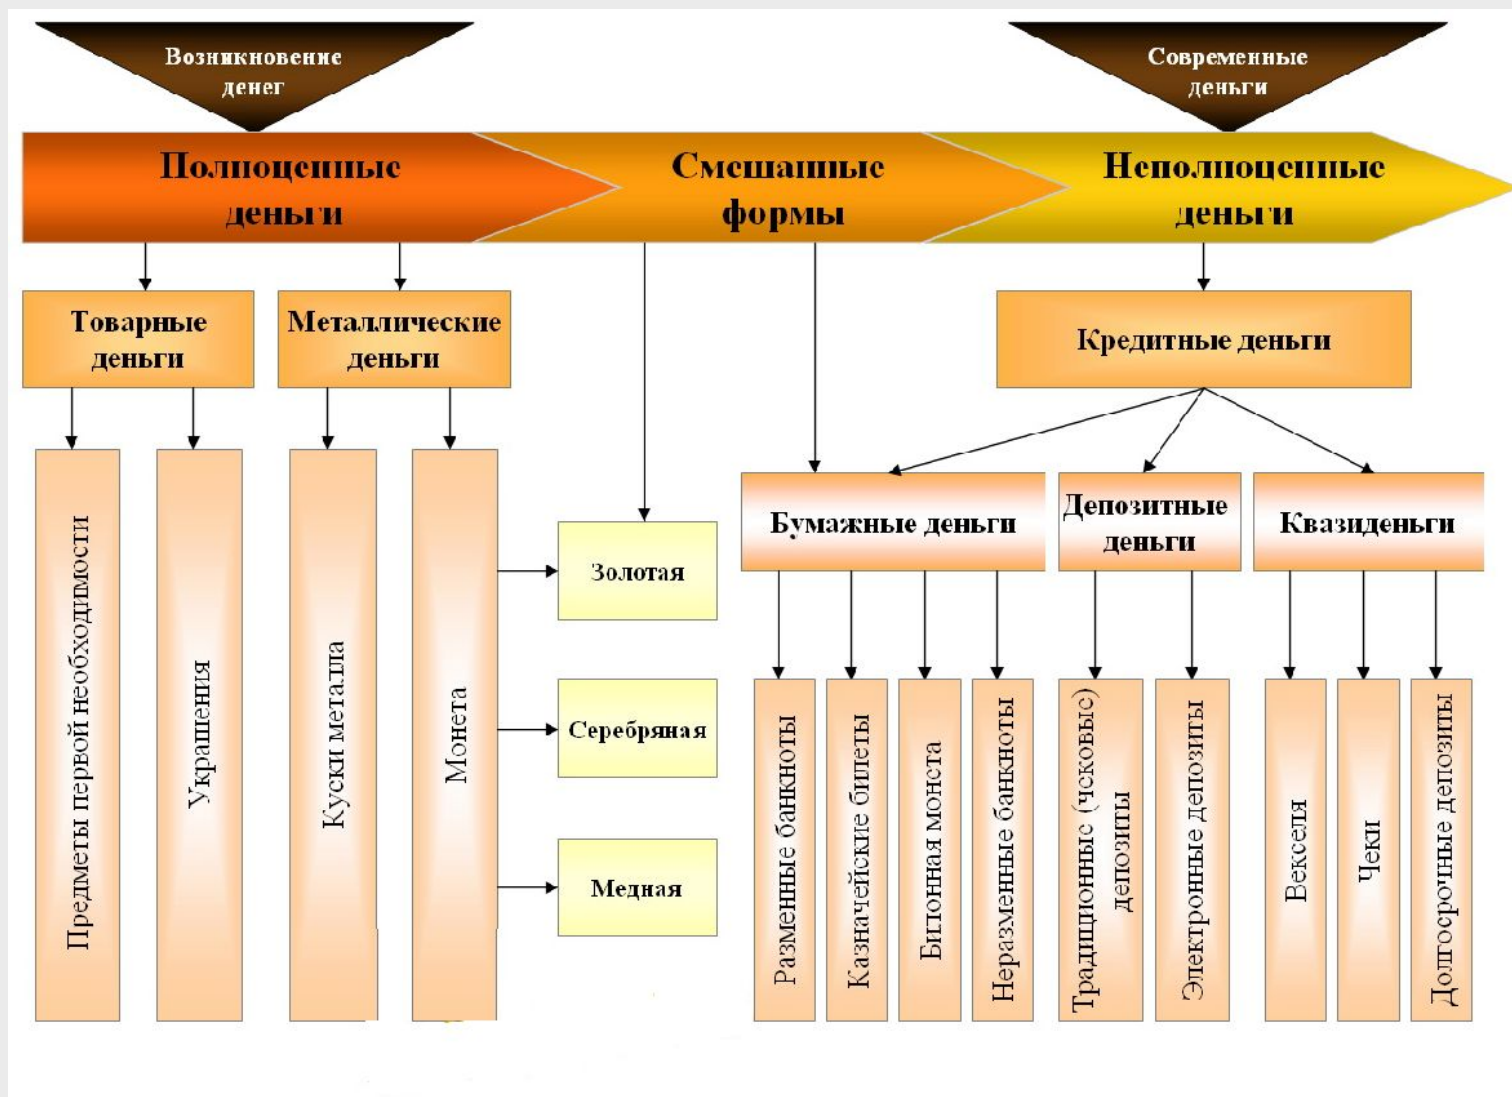 Возникновение
денег
Современные
деньги
Полноценные
деньги
Смешанные
формы
Неполноценные
деньги
Товарные
деньги
Металлические
деньги
Кредитные деньги
Предметы первой необходимости
Украшения
Куски металла
Монета
Золотая
Серебряная
Медная
Бумажные деньги
Депозитные
деньги
Квазиденьги
Разменные банкноты
Казначейские билеты
Билонная монета
Неразменные банкноты
Традиционные (чековые)
депозиты
Электронные депозиты
Векселя
Чеки
Долгосрочные депозиты